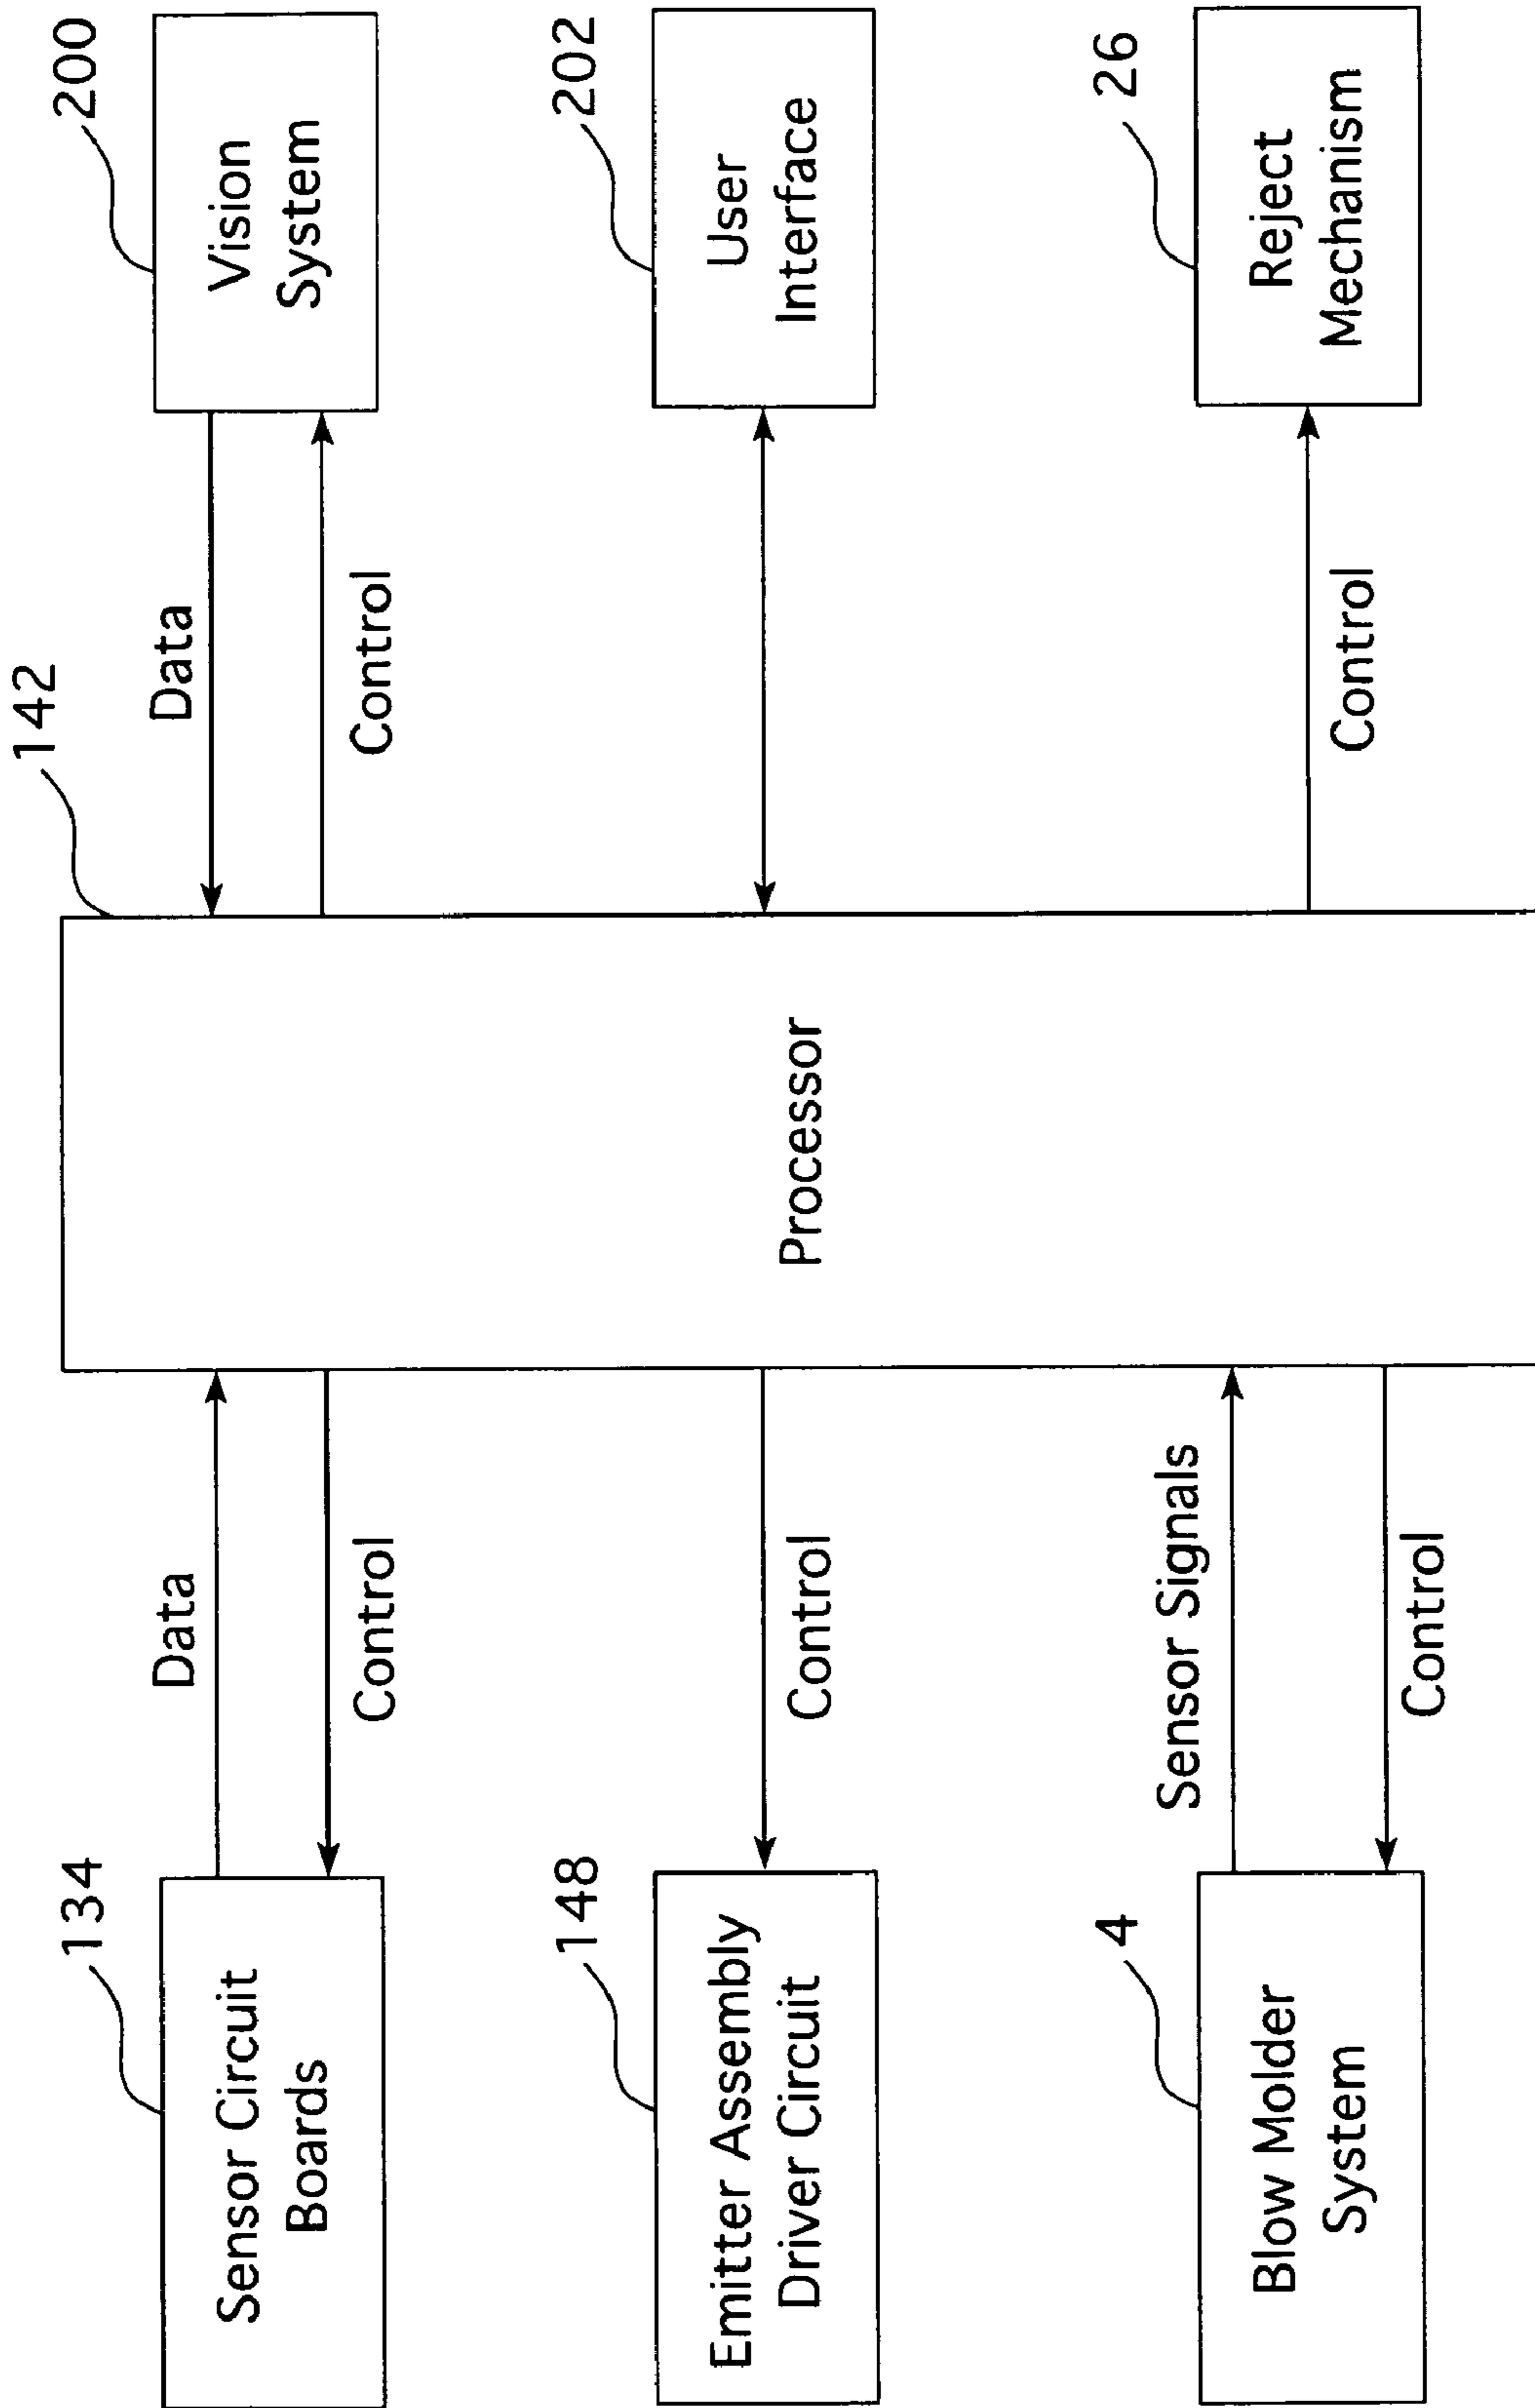 134
Sensor Circuit
Boards
Data
Control
142
Processor
Data
Control
200
Vision
System
148
Emitter Assembly
Driver Circuit
Control
202
User
Interface
4
Blow Molder
System
Sensor Signals
Control
Control
26
Reject
Mechanism